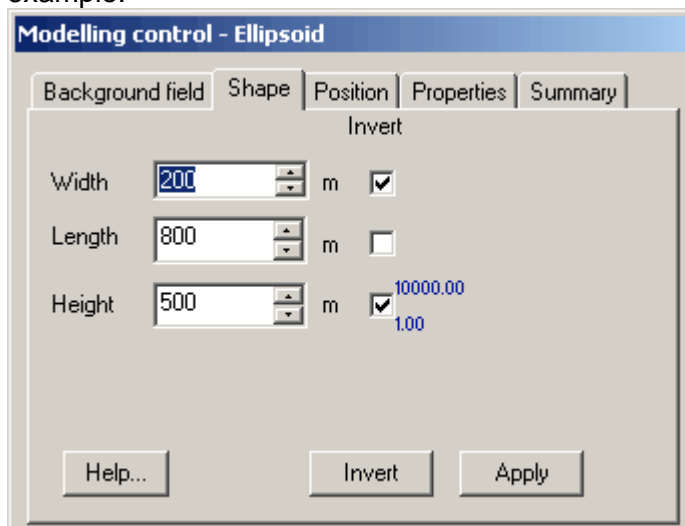 example:
Modelling control - Ellipsoid
Background field Shape Position Properties Summary
Invert
Width 200 m
Length 800 m
Height 500 m 10000.00
1.00
Help... Invert Apply